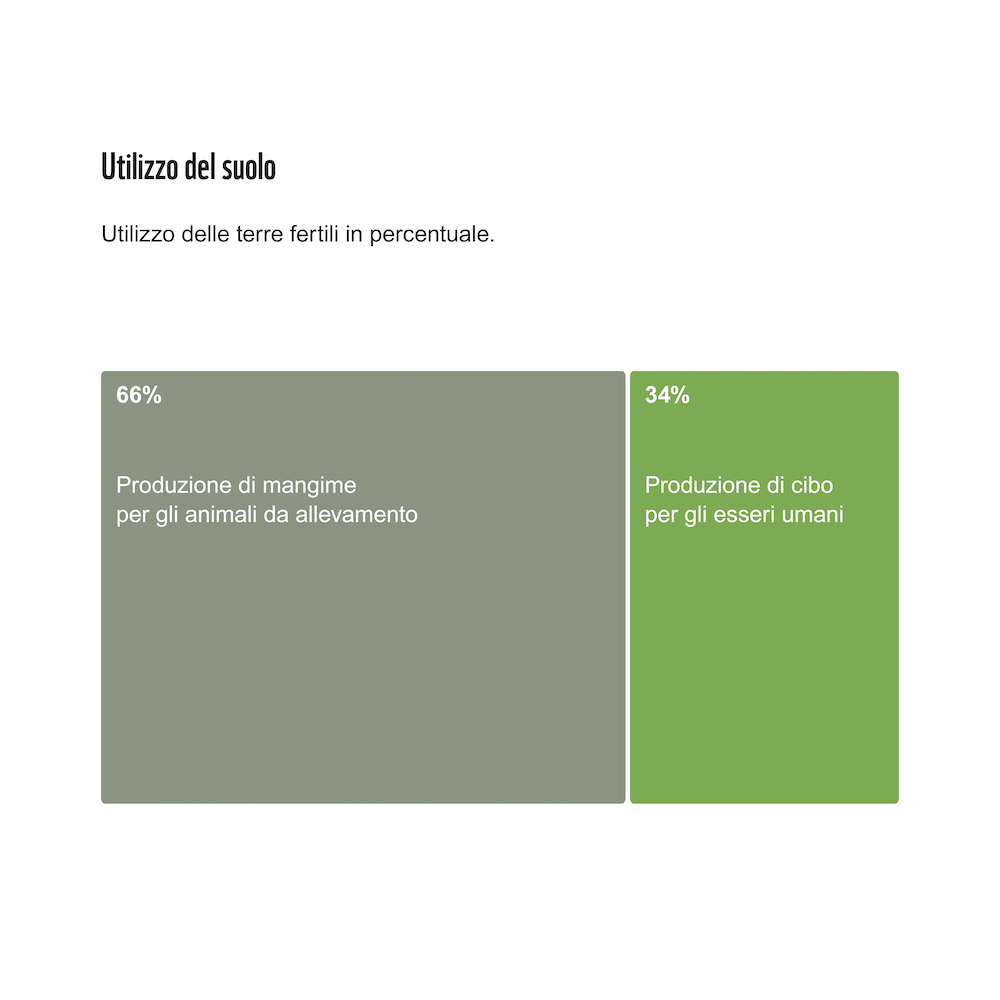 Utilizzo del suolo
Utilizzo delle terre fertili in percentuale.
66%
Produzione di mangime
per gli animali da allevamento
34%
Produzione di cibo
per gli esseri umani